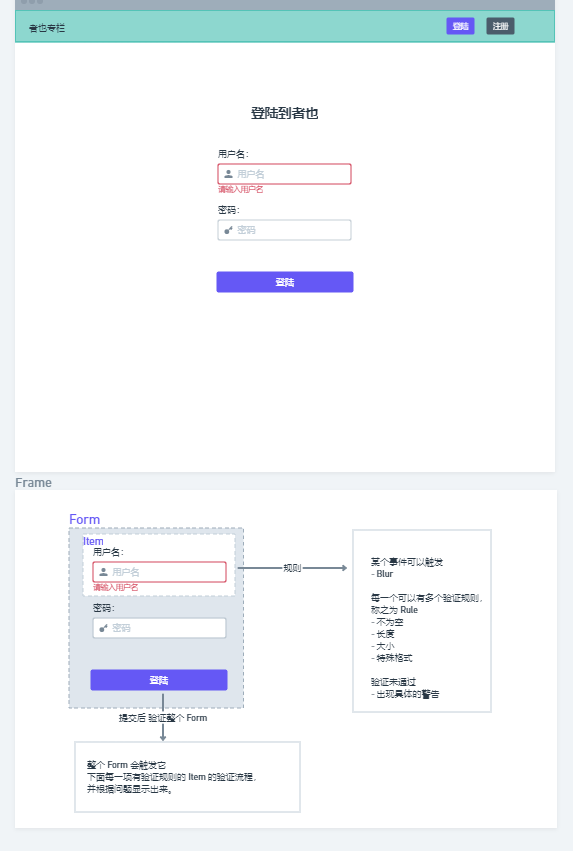 者也专栏
登陆
注册
登陆到者也
用户名：
用户名
请输入用户名
密码：
密码
登陆
Frame
Form
Item
用户名：
用户名
请输入用户名
密码：
密码
登陆
规则
某个事件可以触发
- Blur
每一个可以有多个验证规则，
称之为 Rule
- 不为空
- 长度
- 大小
- 特殊格式
验证未通过
- 出现具体的警告
提交后 验证整个 Form
整个 Form 会触发它
下面每一项有验证规则的 Item 的验证流程，
并根据问题显示出来。